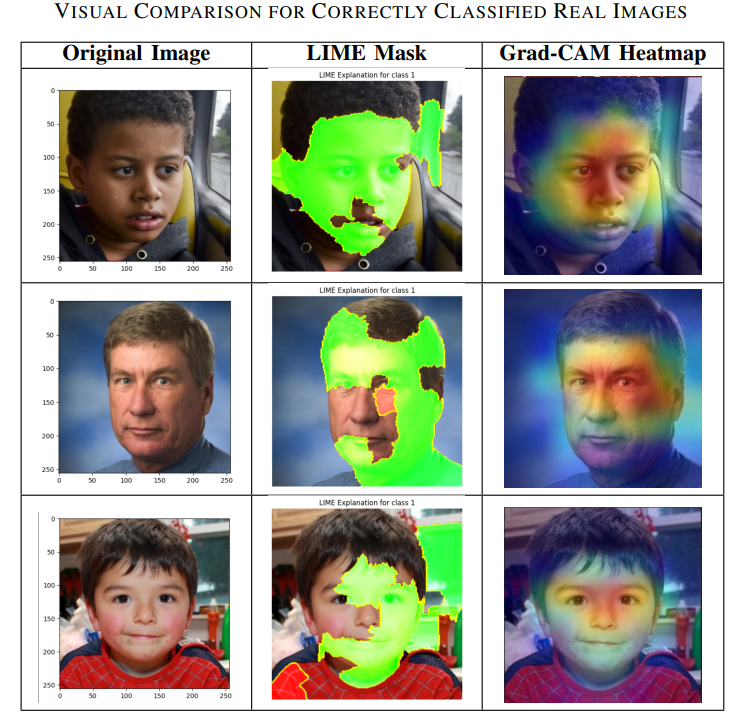 VISUAL COMPARISON FOR CORRECTLY CLASSIFIED REAL IMAGES
Original Image LIME Mask Grad-CAM Heatmap
LIME Explanation for class 1
0
50
100
150
200
250
0 50 100 150 200 250
LIME Explanation for class 1
0
50
100
150
200
250
0 50 100 150 200 250
LIME Explanation for class 1
0
50
100
150
200
250
0 50 100 150 200 250